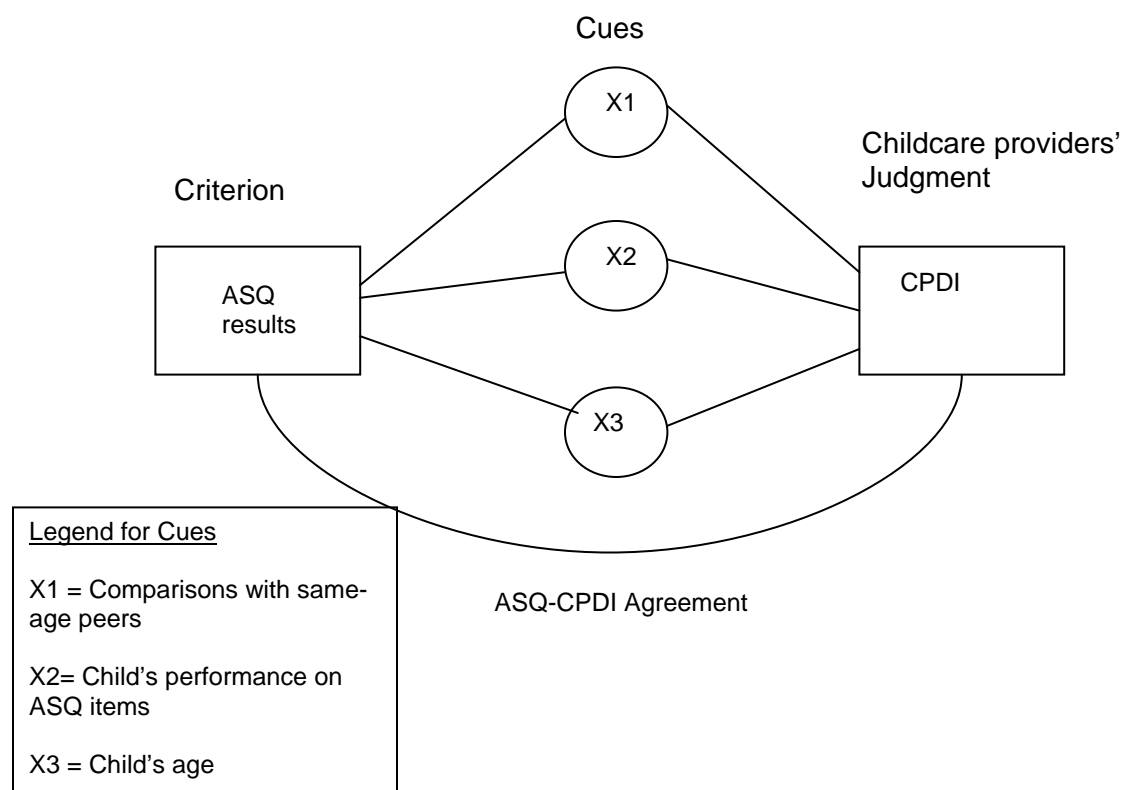 Cues
X1
Childcare providers’
Judgment
Criterion
X2
ASQ
results
CPDI
X3
Legend for Cues
X1 = Comparisons with same-
age peers
X2= Child’s performance on
ASQ items
X3 = Child’s age
ASQ-CPDI Agreement